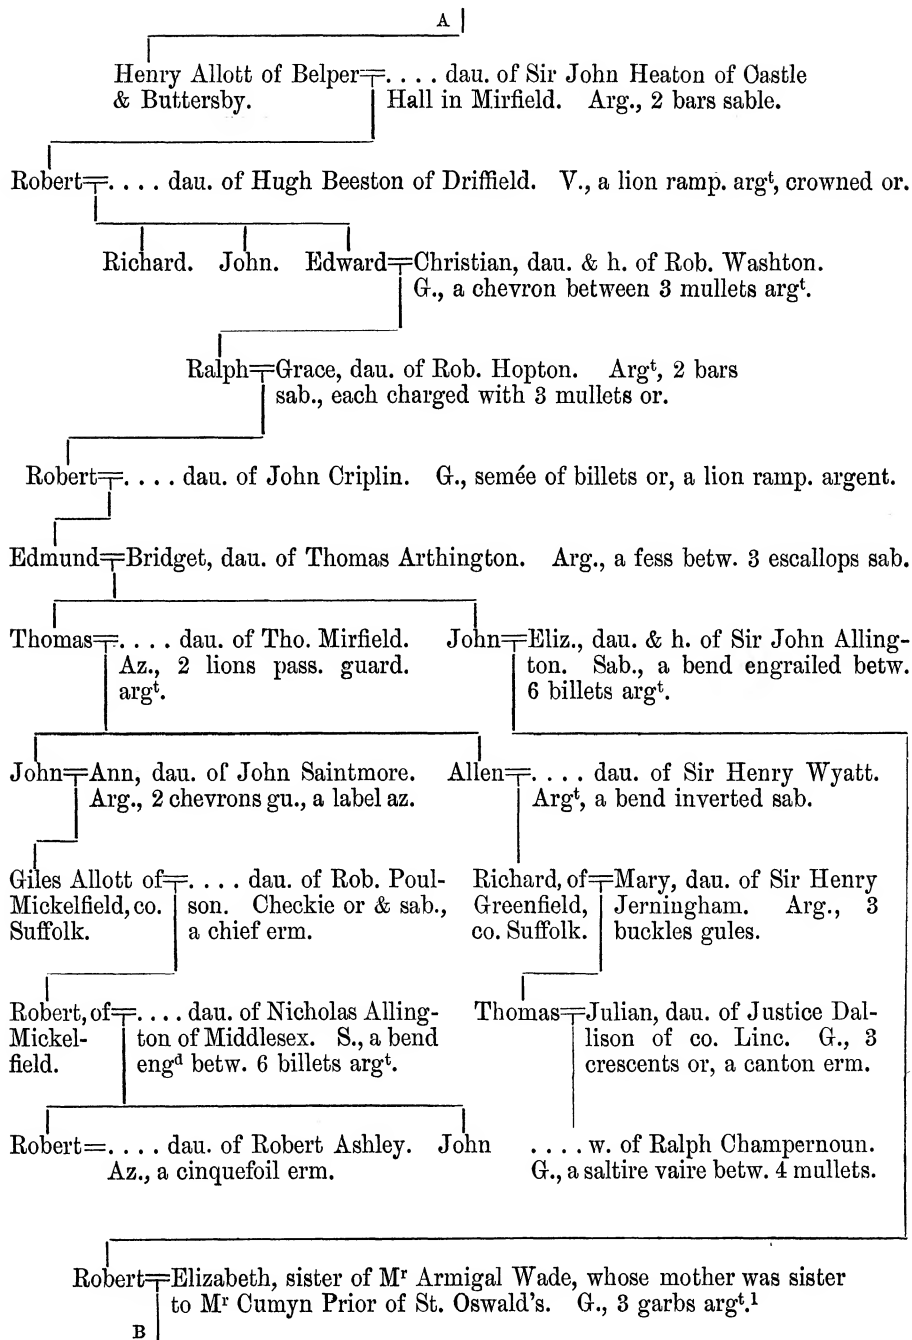 A
Henry Allott of Belper=. . . . dau. of Sir John Heaton of Castle
& Buttersby. Hall in Mirfield. Arg., 2 bars sable.
Robert=. . . . dau. of Hugh Beeston of Driffield. V., a lion ramp. argᵗ, crowned or.
Richard. John. Edward=Christian, dau. & h. of Rob. Washton.
G., a chevron between 3 mullets argᵗ.
Ralph=Grace, dau. of Rob. Hopton. Argᵗ, 2 bars
sab., each charged with 3 mullets or.
Robert=. . . . dau. of John Criplin. G., semée of billets or, a lion ramp. argent.
Edmund=Bridget, dau. of Thomas Arthington. Arg., a fess betw. 3 escallops sab.
Thomas=. . . . dau. of Tho. Mirfield.
Az., 2 lions pass. guard.
argᵗ.
John=Eliz., dau. & h. of Sir John Alling-
ton. Sab., a bend engrailed betw.
6 billets argᵗ.
John=Ann, dau. of John Saintmore.
Arg., 2 chevrons gu., a label az.
Allen=. . . . dau. of Sir Henry Wyatt.
Argᵗ, a bend inverted sab.
Giles Allott of=. . . . dau. of Rob. Poul-
Mickelfield, co. son. Checkie or & sab.,
Suffolk. a chief erm.
Richard, of=Mary, dau. of Sir Henry
Greenfield, Jerningham. Arg., 3
co. Suffolk. buckles gules.
Robert, of=. . . . dau. of Nicholas Alling-
Mickel- ton of Middlesex. S., a bend
field. engᵈ betw. 6 billets argᵗ.
Thomas=Julian, dau. of Justice Dal-
lison of co. Linc. G., 3
crescents or, a canton erm.
Robert=. . . . dau. of Robert Ashley. John
Az., a cinquefoil erm.
. . . . w. of Ralph Champernoun.
G., a saltire vaire betw. 4 mullets.
Robert=Elizabeth, sister of Mʳ Armigal Wade, whose mother was sister
to Mʳ Cumyn Prior of St. Oswald's. G., 3 garbs argᵗ.¹
B